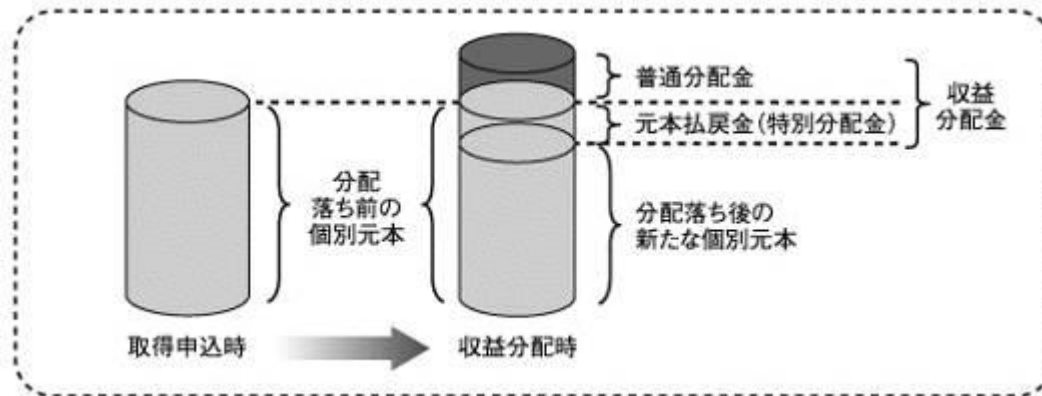 普通分配金
元本払戻金(特別分配金)
収益
分配金
分配
落ち前の
個別元本
分配落ち後の
新たな個別元本
取得申込時
収益分配時